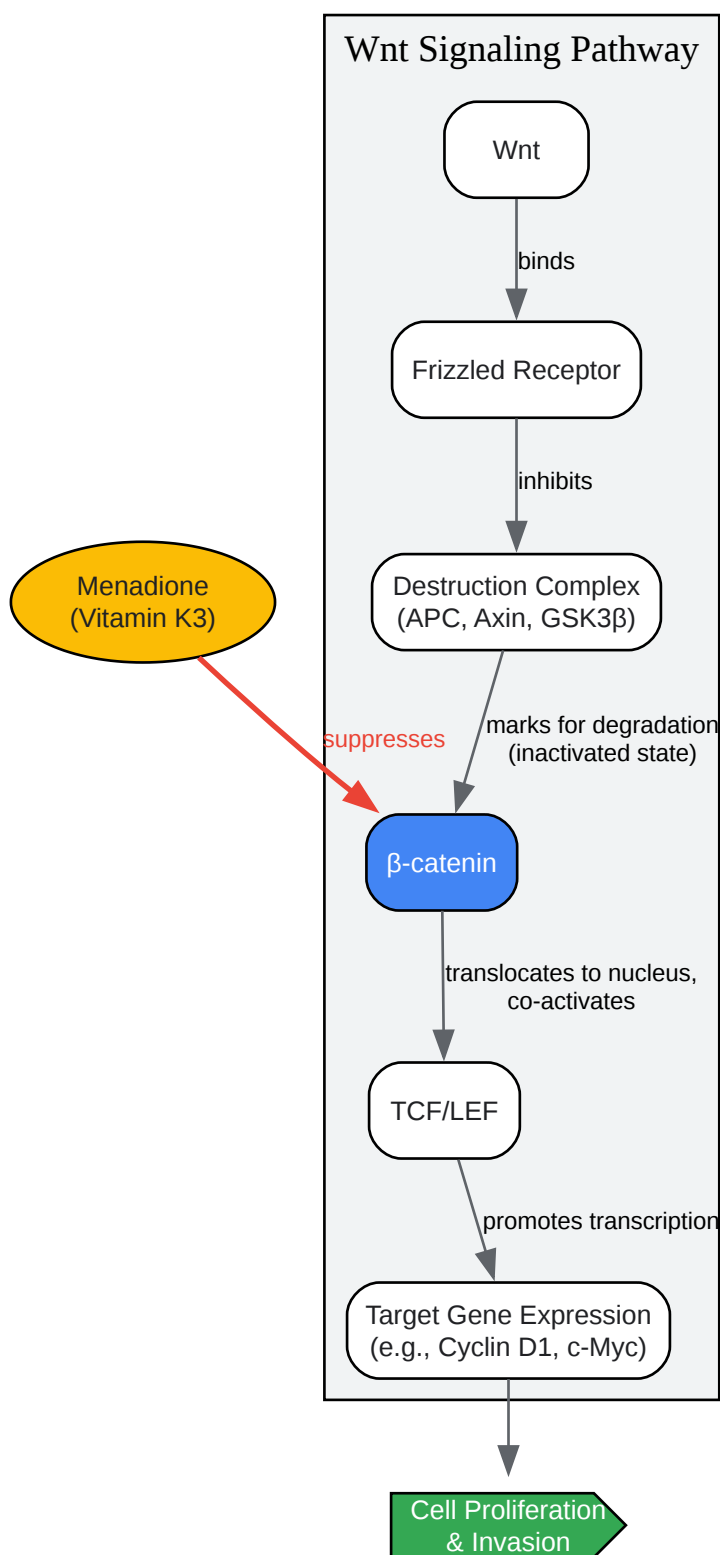 Wnt Signaling Pathway
Wnt
binds
Frizzled Receptor
inhibits
Destruction Complex
(APC, Axin, GSK3β)
Menadione
(Vitamin K3)
marks for degradation
(inactivated state)
suppresses
β-catenin
translocates to nucleus,
co-activates
TCF/LEF
promotes transcription
Target Gene Expression
(e.g., Cyclin D1, c-Myc)
Cell Proliferation
& Invasion